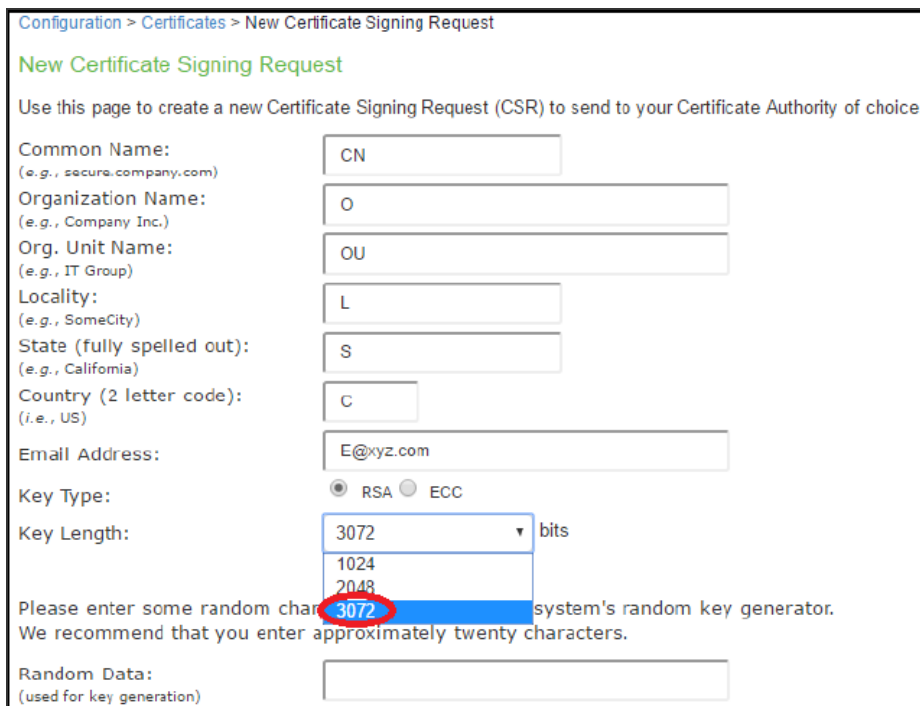 Configuration > Certificates > New Certificate Signing Request
New Certificate Signing Request
Use this page to create a new Certificate Signing Request (CSR) to send to your Certificate Authority of choice
Common Name:
CN
(e.g., secure.company.com)
Organization Name:
O
(e.g., Company Inc.)
Org. Unit Name:
OU
(e.g., IT Group)
Locality:
L
(e.g., SomeCity)
State (fully spelled out):
S
(e.g., California)
Country (2 letter code):
C
(i.e., US)
Email Address:
E@xyz.com
Key Type:
RSA ECC
Key Length:
3072 bits
1024
2048
3072
Please enter some random char system's random key generator.
We recommend that you enter approximately twenty characters.
Random Data:
(used for key generation)